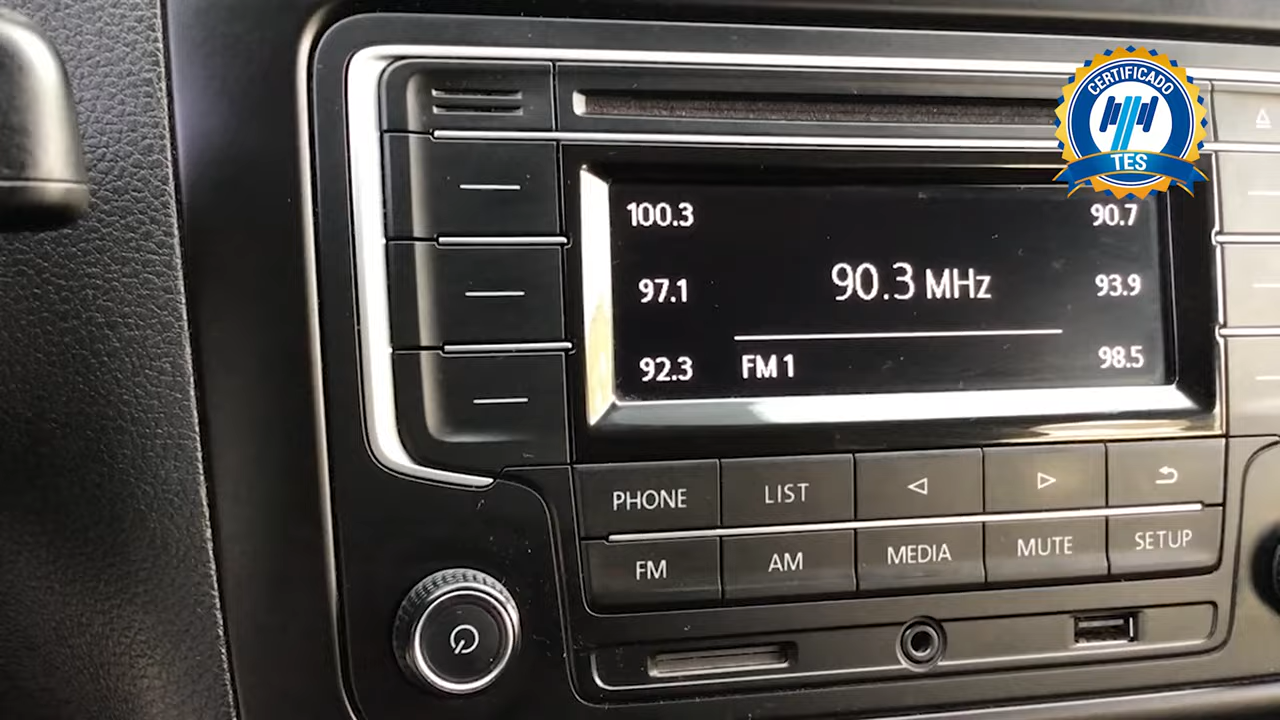 CERTIFICADO
TES
100.3
90.7
90.3 MHz
97.1
93.9
92.3
FM 1
98.5
PHONE
LIST
FM
AM
MEDIA
MUTE
SETUP